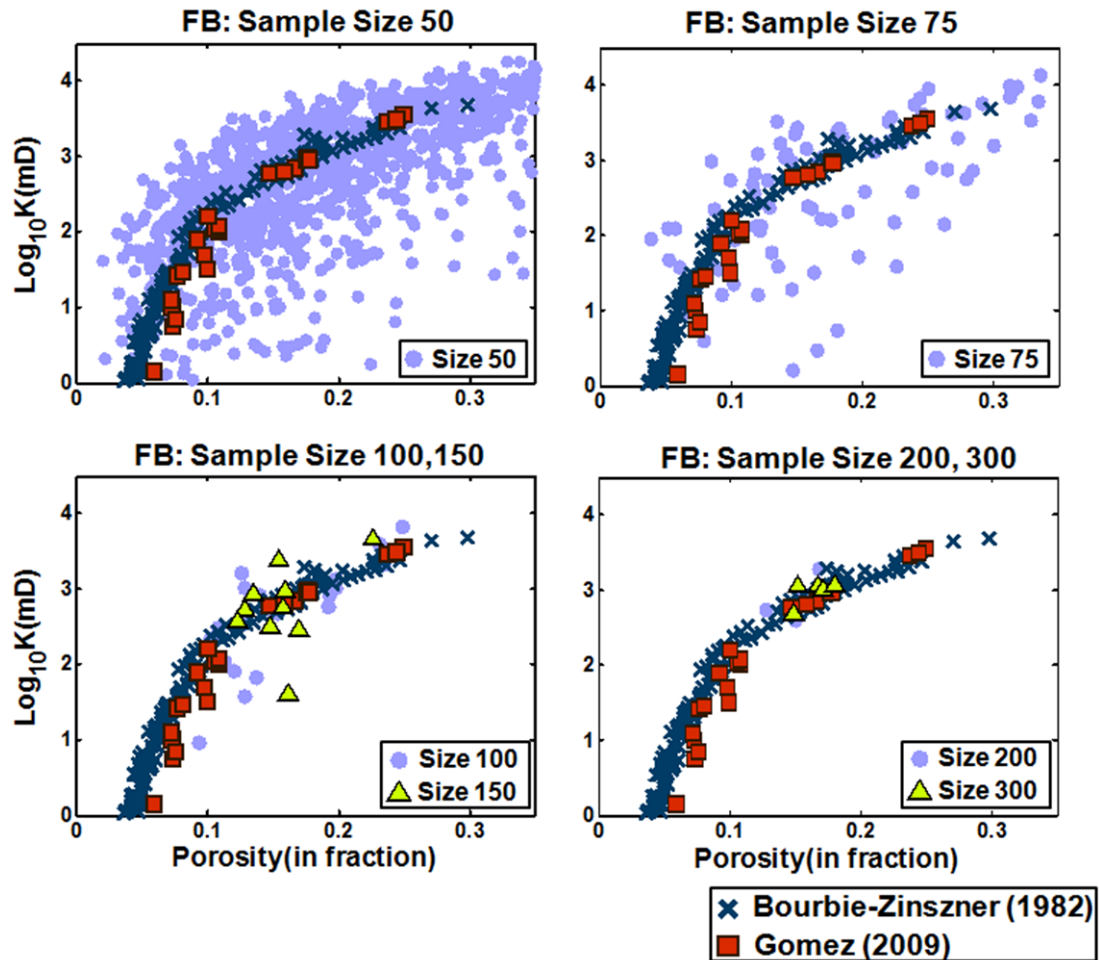 FB: Sample Size 50
Log10K(mD)
4
3
2
1
0
Size 50
0
0.1
0.2
0.3
FB: Sample Size 75
4
3
2
1
0
Size 75
0
0.1
0.2
0.3
FB: Sample Size 100,150
Log10K(mD)
4
3
2
1
0
Size 100
Size 150
0
0.1
0.2
0.3
Porosity(in fraction)
FB: Sample Size 200, 300
4
3
2
1
0
Size 200
Size 300
0
0.1
0.2
0.3
Porosity(in fraction)
Bourbie-Zinszner (1982)
Gomez (2009)